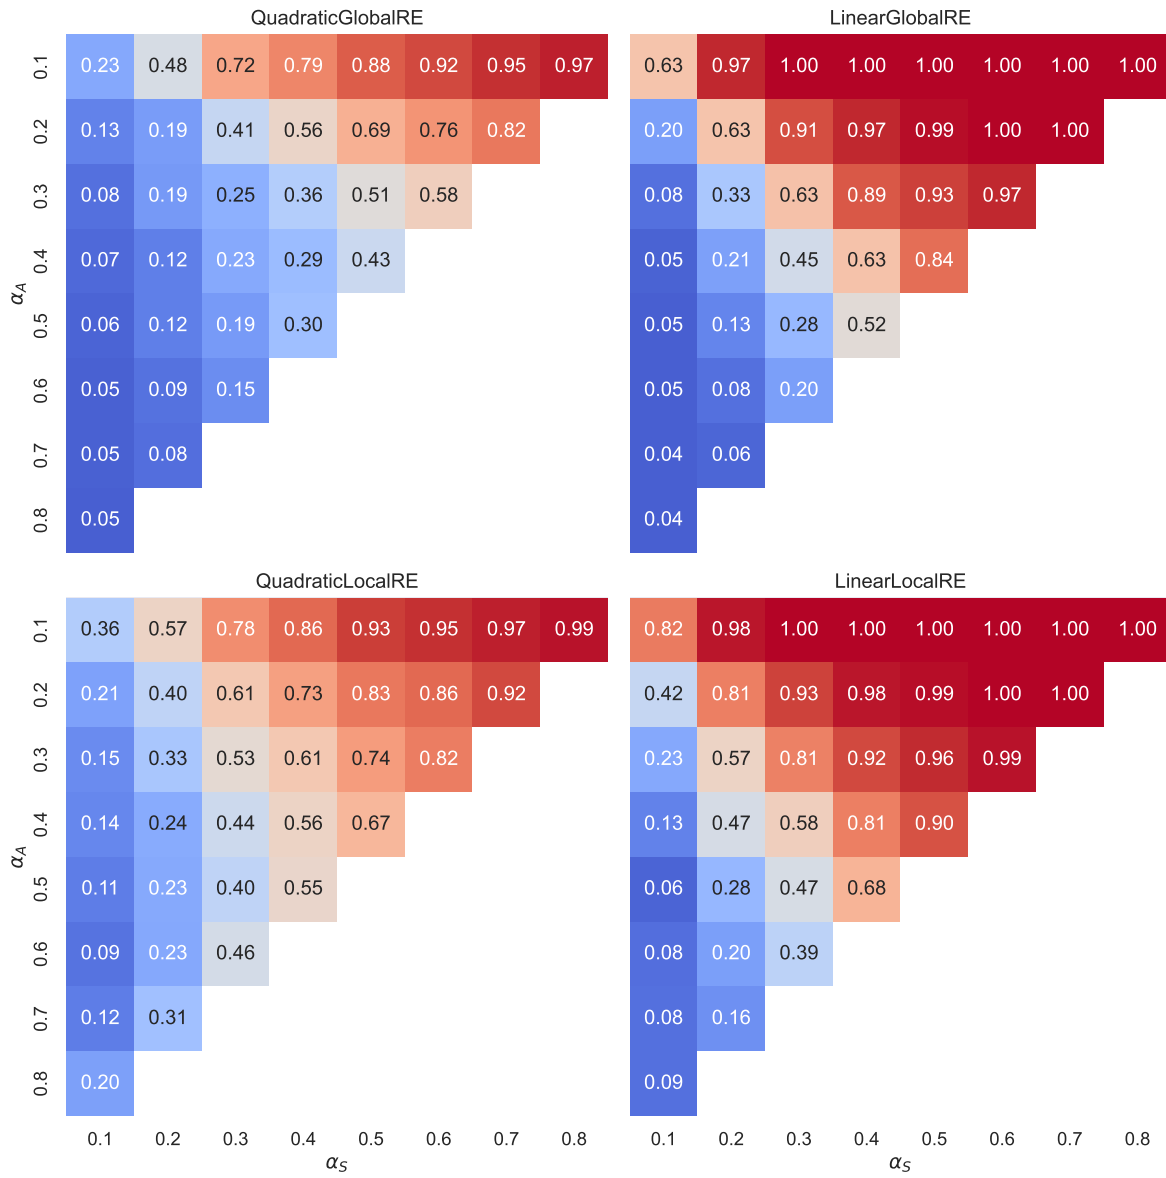 QuadraticGlobalRE
LinearGlobalRE
0.1 0.23 0.48 0.72 0.79 0.88 0.92 0.95 0.97
0.63 0.97 1.00 1.00 1.00 1.00 1.00 1.00
0.2 0.13 0.19 0.41 0.56 0.69 0.76 0.82
0.20 0.63 0.91 0.97 0.99 1.00 1.00
0.3 0.08 0.19 0.25 0.36 0.51 0.58
0.08 0.33 0.63 0.89 0.93 0.97
0.4 0.07 0.12 0.23 0.29 0.43
0.05 0.21 0.45 0.63 0.84
α_A
0.5 0.06 0.12 0.19 0.30
0.05 0.13 0.28 0.52
0.6 0.05 0.09 0.15
0.05 0.08 0.20
0.7 0.05 0.08
0.04 0.06
0.8 0.05
0.04
QuadraticLocalRE
LinearLocalRE
0.1 0.36 0.57 0.78 0.86 0.93 0.95 0.97 0.99
0.82 0.98 1.00 1.00 1.00 1.00 1.00 1.00
0.2 0.21 0.40 0.61 0.73 0.83 0.86 0.92
0.42 0.81 0.93 0.98 0.99 1.00 1.00
0.3 0.15 0.33 0.53 0.61 0.74 0.82
0.23 0.57 0.81 0.92 0.96 0.99
0.4 0.14 0.24 0.44 0.56 0.67
0.13 0.47 0.58 0.81 0.90
α_A
0.5 0.11 0.23 0.40 0.55
0.06 0.28 0.47 0.68
0.6 0.09 0.23 0.46
0.08 0.20 0.39
0.7 0.12 0.31
0.08 0.16
0.8 0.20
0.09
0.1 0.2 0.3 0.4 0.5 0.6 0.7 0.8
0.1 0.2 0.3 0.4 0.5 0.6 0.7 0.8
α_S
α_S